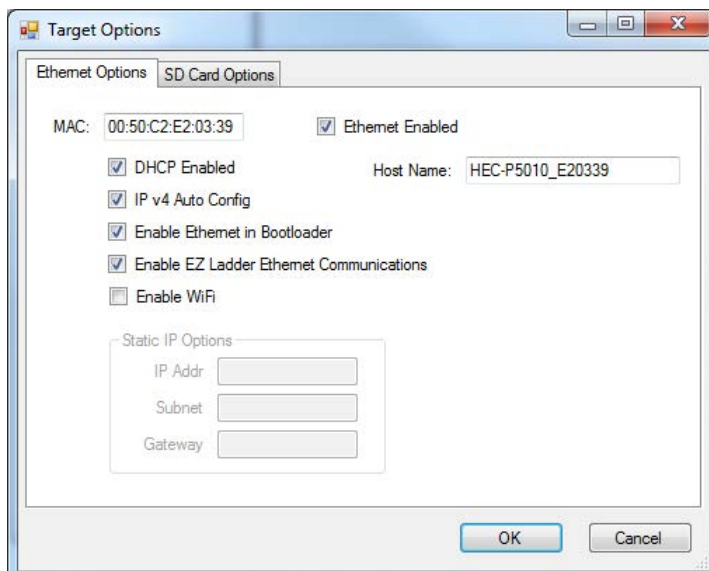 Target Options
Ethernet Options SD Card Options
MAC: 00:50:C2:E2:03:39 Ethernet Enabled
DHCP Enabled Host Name: HEC-P5010_E20339
IP v4 Auto Config
Enable Ethernet in Bootloader
Enable EZ Ladder Ethernet Communications
Enable WiFi
Static IP Options
IP Addr
Subnet
Gateway
OK Cancel